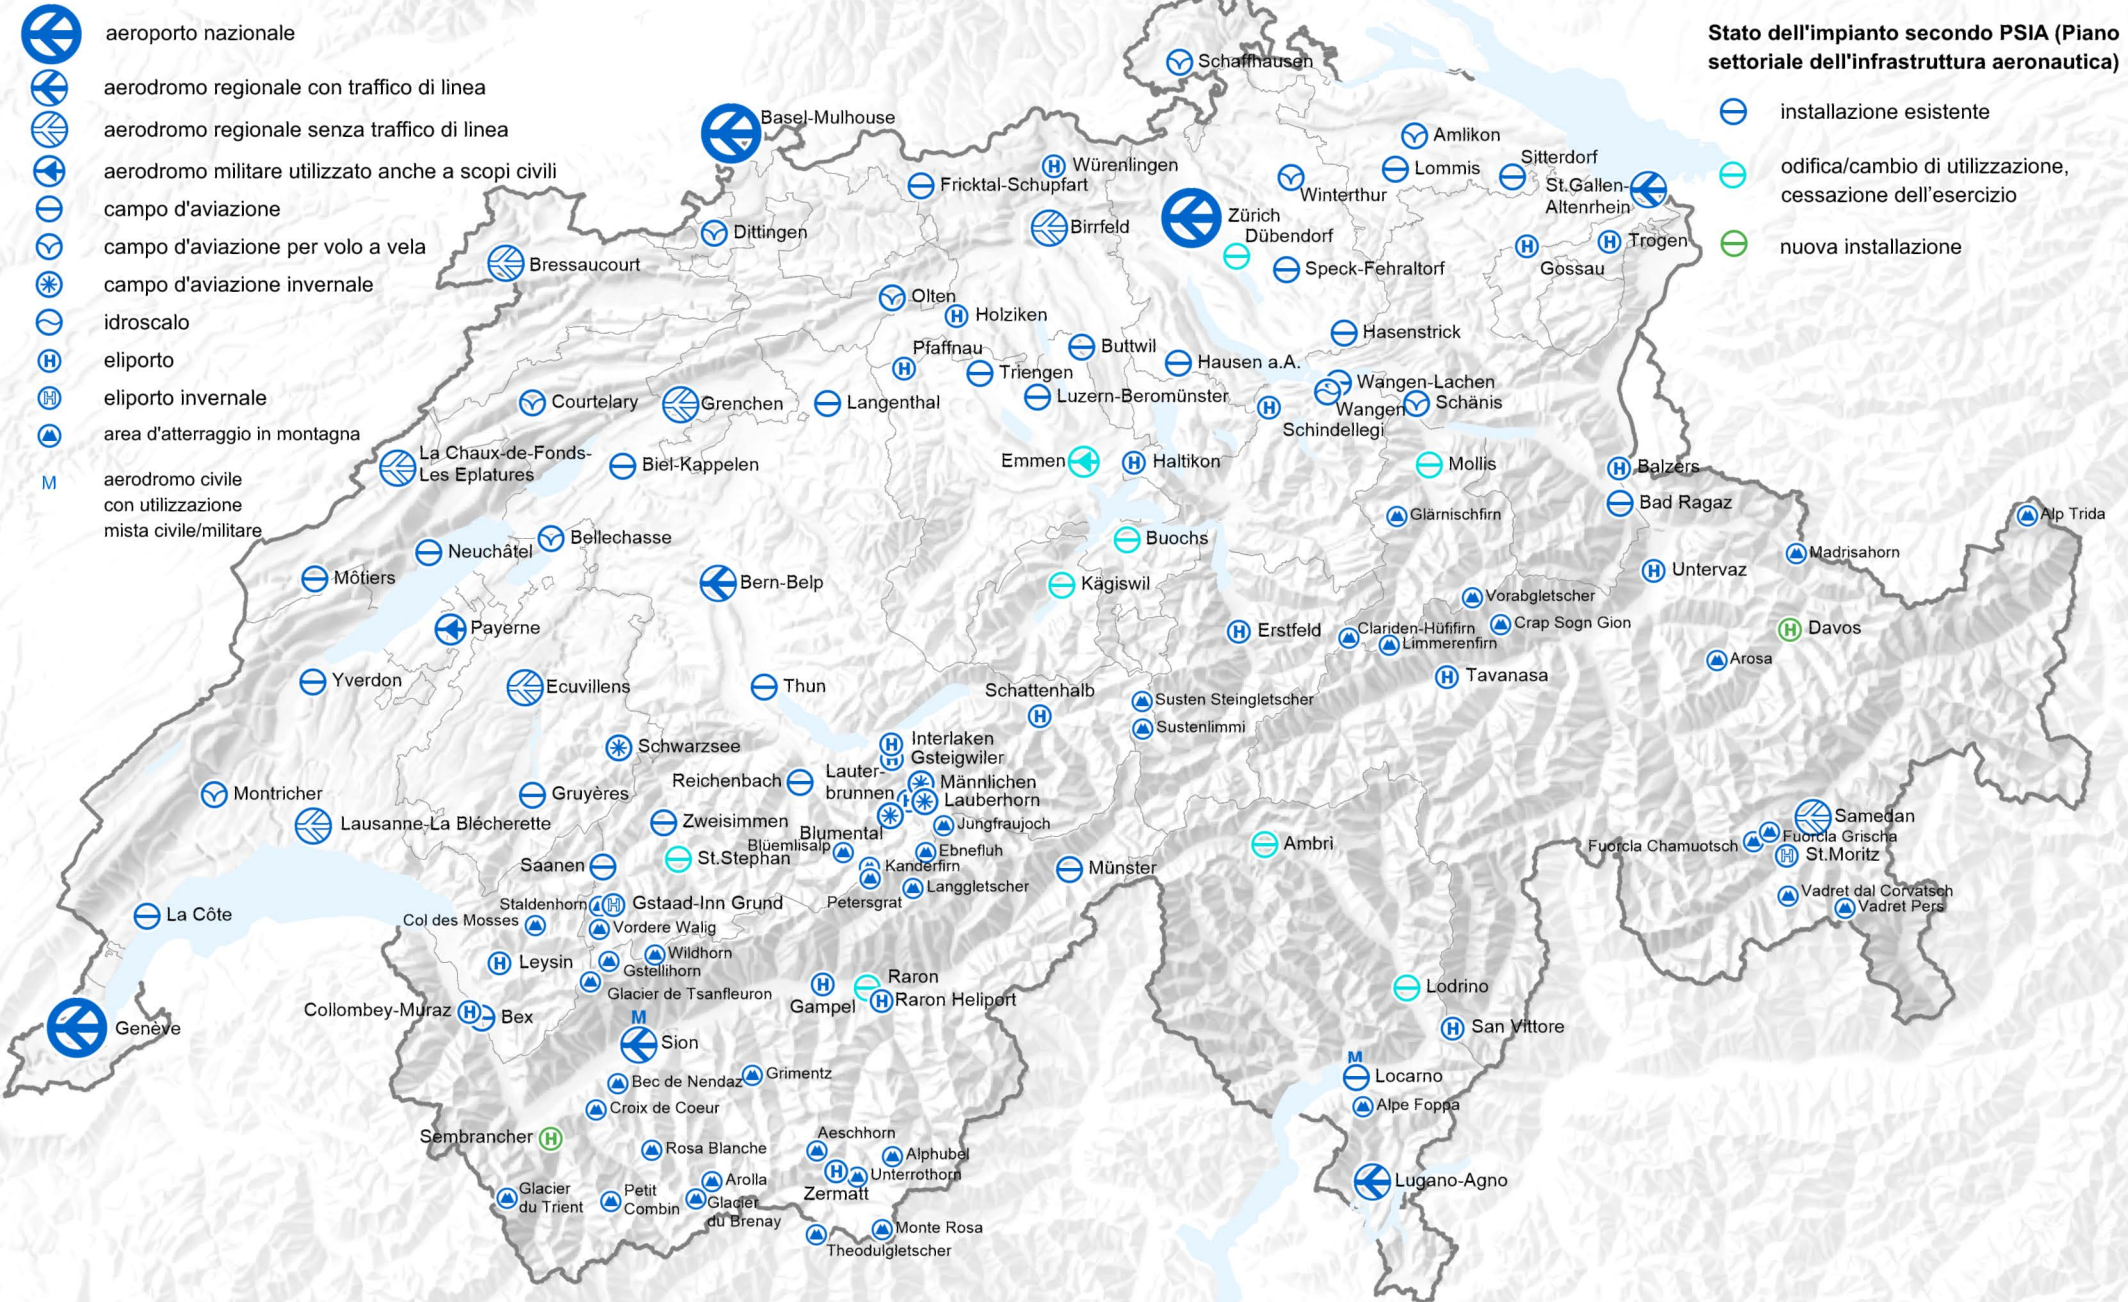 aeroporto nazionale
aerodromo regionale con traffico di linea
aerodromo regionale senza traffico di linea
aerodromo militare utilizzato anche a scopi civili
campo d'aviazione
campo d'aviazione per volo a vela
campo d'aviazione invernale
idroscalo
H eliporto
H eliporto invernale
area d'atterraggio in montagna
M aerodromo civile
con utilizzazione
mista civile/militare
Stato dell'impianto secondo PSIA (Piano
settoriale dell'infrastruttura aeronautica)
installazione esistente
odifica/cambio di utilizzazione,
cessazione dell'esercizio
nuova installazione
Schaffhausen
Basel-Mulhouse
Amlikon
H Würenlingen
Lommis
Sitterdorf
Fricktal-Schupfart
Winterthur
St.Gallen-
Altenrhein
Zürich
Birrfeld
Dittingen
Dübendorf
H Trogen
H Gossau
Bressaucourt
Speck-Fehraltorf
Olten
H Holziken
Hasenstrick
H Pfaffnau
Buttwil
Hausen a.A.
Triengen
Wangen-Lachen
Luzern-Beromünster
Wangen
Schänis
Courtelary
Grenchen
Langenthal
H Schindellegi
La Chaux-de-Fonds-
Les Eplatures
Biel-Kappelen
Emmen
H Haltikon
Mollis
H Balzers
Bad Ragaz
Glärnischfirn
Alp Trida
Bellechasse
Buochs
Neuchâtel
Madrisahorn
Môtiers
Bern-Belp
Kägiswil
H Untervaz
Vorabgletscher
Payerne
H Erstfeld
Clariden-Hüfifirn
Crap Sogn Gion
H Davos
Limmerenfirn
Arosa
Yverdon
Ecuvillens
Thun
H Tavanasa
H Schattenhalb
Susten Steingletscher
Sustenlimmi
Schwarzsee
H Interlaken
H Gsteigwiler
Reichenbach
Lauter-
brunnen
Männlichen
Lauberhorn
Montricher
Gruyères
Lausanne-La Blécherette
Zweisimmen
Blumental
Jungfraujoch
Samedan
Fuorcla Grischa
Fuorcla Chamuotsch
H St.Moritz
Blüemlisalp
Ebnefluh
Ambrì
St.Stephan
Saanen
Kanderfirn
Münster
Langgletscher
Petersgrat
Vadret dal Corvatsch
Vadret Pers
Staldenhorn
H Gstaad-Inn Grund
La Côte
Col des Mosses
Vordere Walig
Wildhorn
H Leysin
Gstellihorn
Glacier de Tsanfleuron
H Gampel
Raron
H Raron Heliport
Lodrino
Collombey-Muraz H
Bex
Genève
M
Sion
H San Vittore
M
Locarno
Alpe Foppa
Bec de Nendaz
Grimentz
Croix de Coeur
Sembrancher H
Rosa Blanche
Aeschhorn
Alphubel
H Zermatt
Unterrothorn
Arolla
Lugano-Agno
Glacier
du Trient
Petit
Combin
Glacier
du Brenay
Monte Rosa
Theodulgletscher